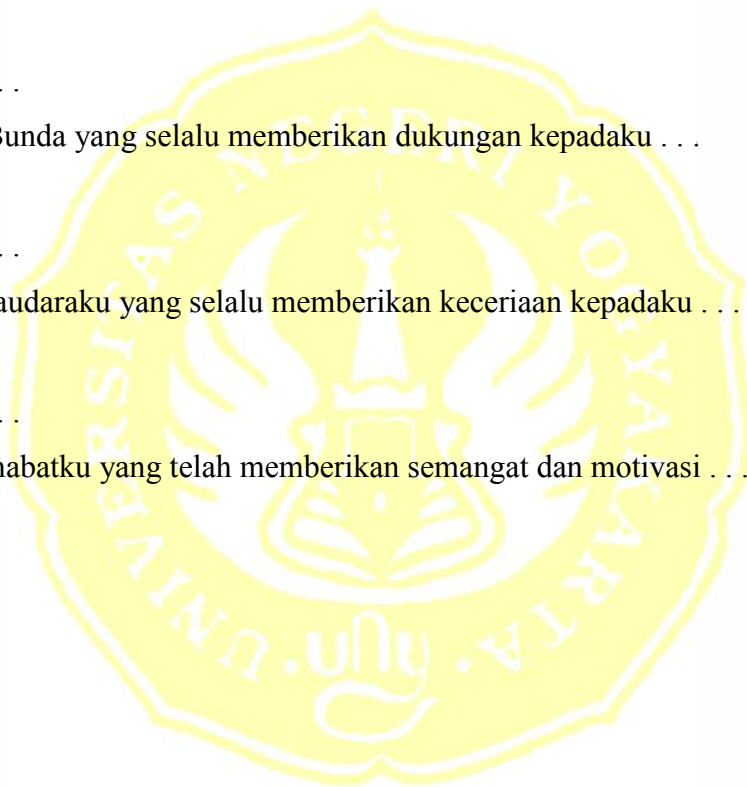 . .
Bunda yang selalu memberikan dukungan kepadaku . . .
. .
audaraku yang selalu memberikan keceriaan kepadaku . . .
. .
habatku yang telah memberikan semangat dan motivasi . . .
UNIVERSITAS NEGERI YOGYAKARTA
uny